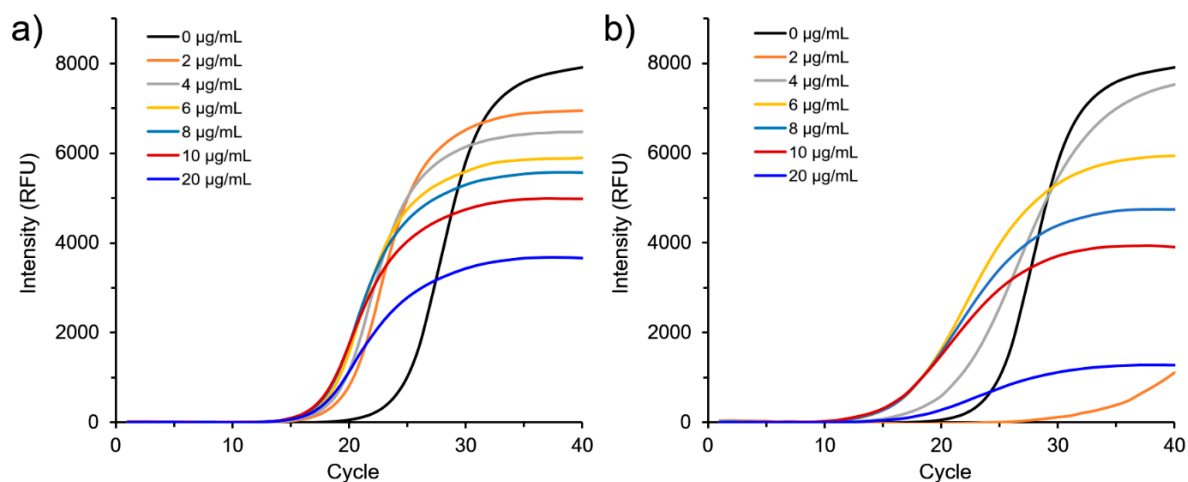 a)
0 µg/mL
2 µg/mL
4 µg/mL
6 µg/mL
8 µg/mL
10 µg/mL
20 µg/mL
Intensity (RFU)
8000
6000
4000
2000
0
0 10 20 30 40
Cycle
b)
0 µg/mL
2 µg/mL
4 µg/mL
6 µg/mL
8 µg/mL
10 µg/mL
20 µg/mL
Intensity (RFU)
8000
6000
4000
2000
0
0 10 20 30 40
Cycle